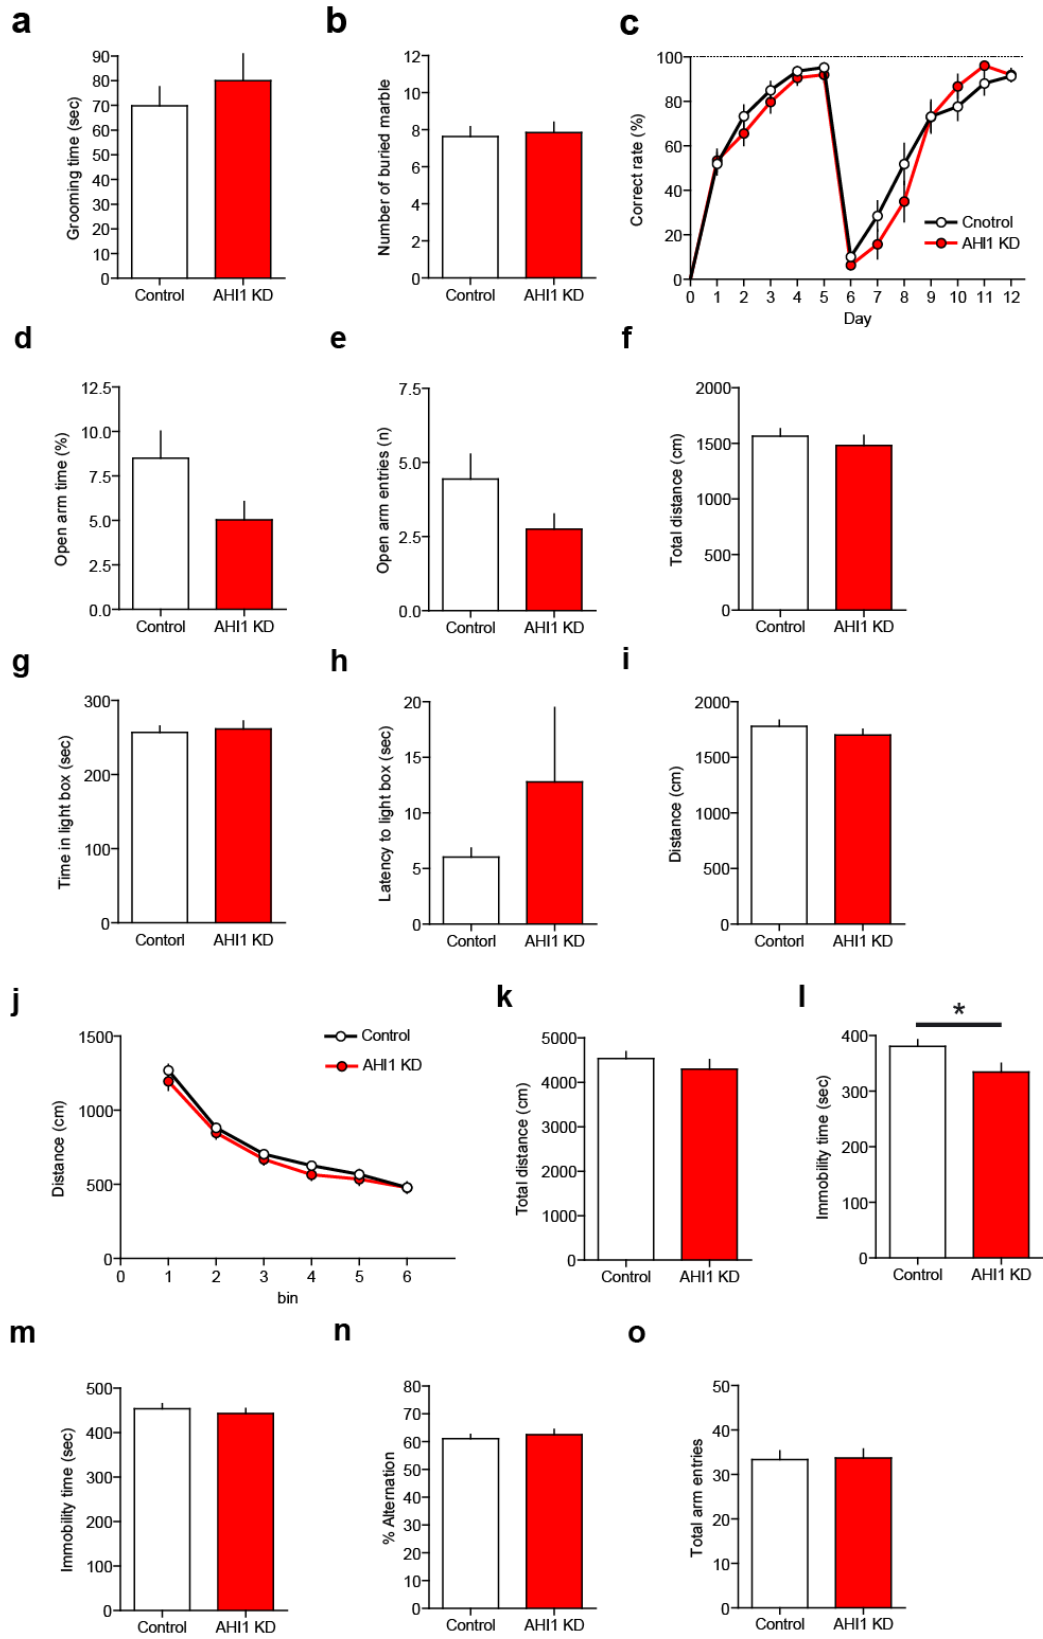 a
Grooming time (sec)
90
80
70
60
50
40
30
20
10
0
Control AHI1 KD
b
Number of buried marble
12
10
8
6
4
2
0
Control AHI1 KD
c
Correct rate (%)
100
80
60
40
20
0
Cnotrol
AHI1 KD
0 1 2 3 4 5 6 7 8 9 10 11 12
Day
d
Open arm time (%)
12.5
10.0
7.5
5.0
2.5
0.0
Control AHI1 KD
e
Open arm entries (n)
7.5
5.0
2.5
0.0
Control AHI1 KD
f
Total distance (cm)
2000
1500
1000
500
0
Control AHI1 KD
g
Time in light box (sec)
300
200
100
0
Contorl AHI1 KD
h
Latency to light box (sec)
20
15
10
5
0
Contorl AHI1 KD
i
Distance (cm)
2000
1500
1000
500
0
Contorl AHI1 KD
j
Distance (cm)
1500
1000
500
0
Control
AHI1 KD
0 1 2 3 4 5 6
bin
k
Total distance (cm)
5000
4000
3000
4000
1000
0
Control AHI1 KD
l
*
Immobility time (sec)
400
300
200
100
0
Control AHI1 KD
m
Immobility time (sec)
500
400
300
200
100
0
Control AHI1 KD
n
% Alternation
80
70
60
50
40
30
20
10
0
Control AHI1 KD
o
Total arm entries
50
40
30
20
10
0
Control AHI1 KD